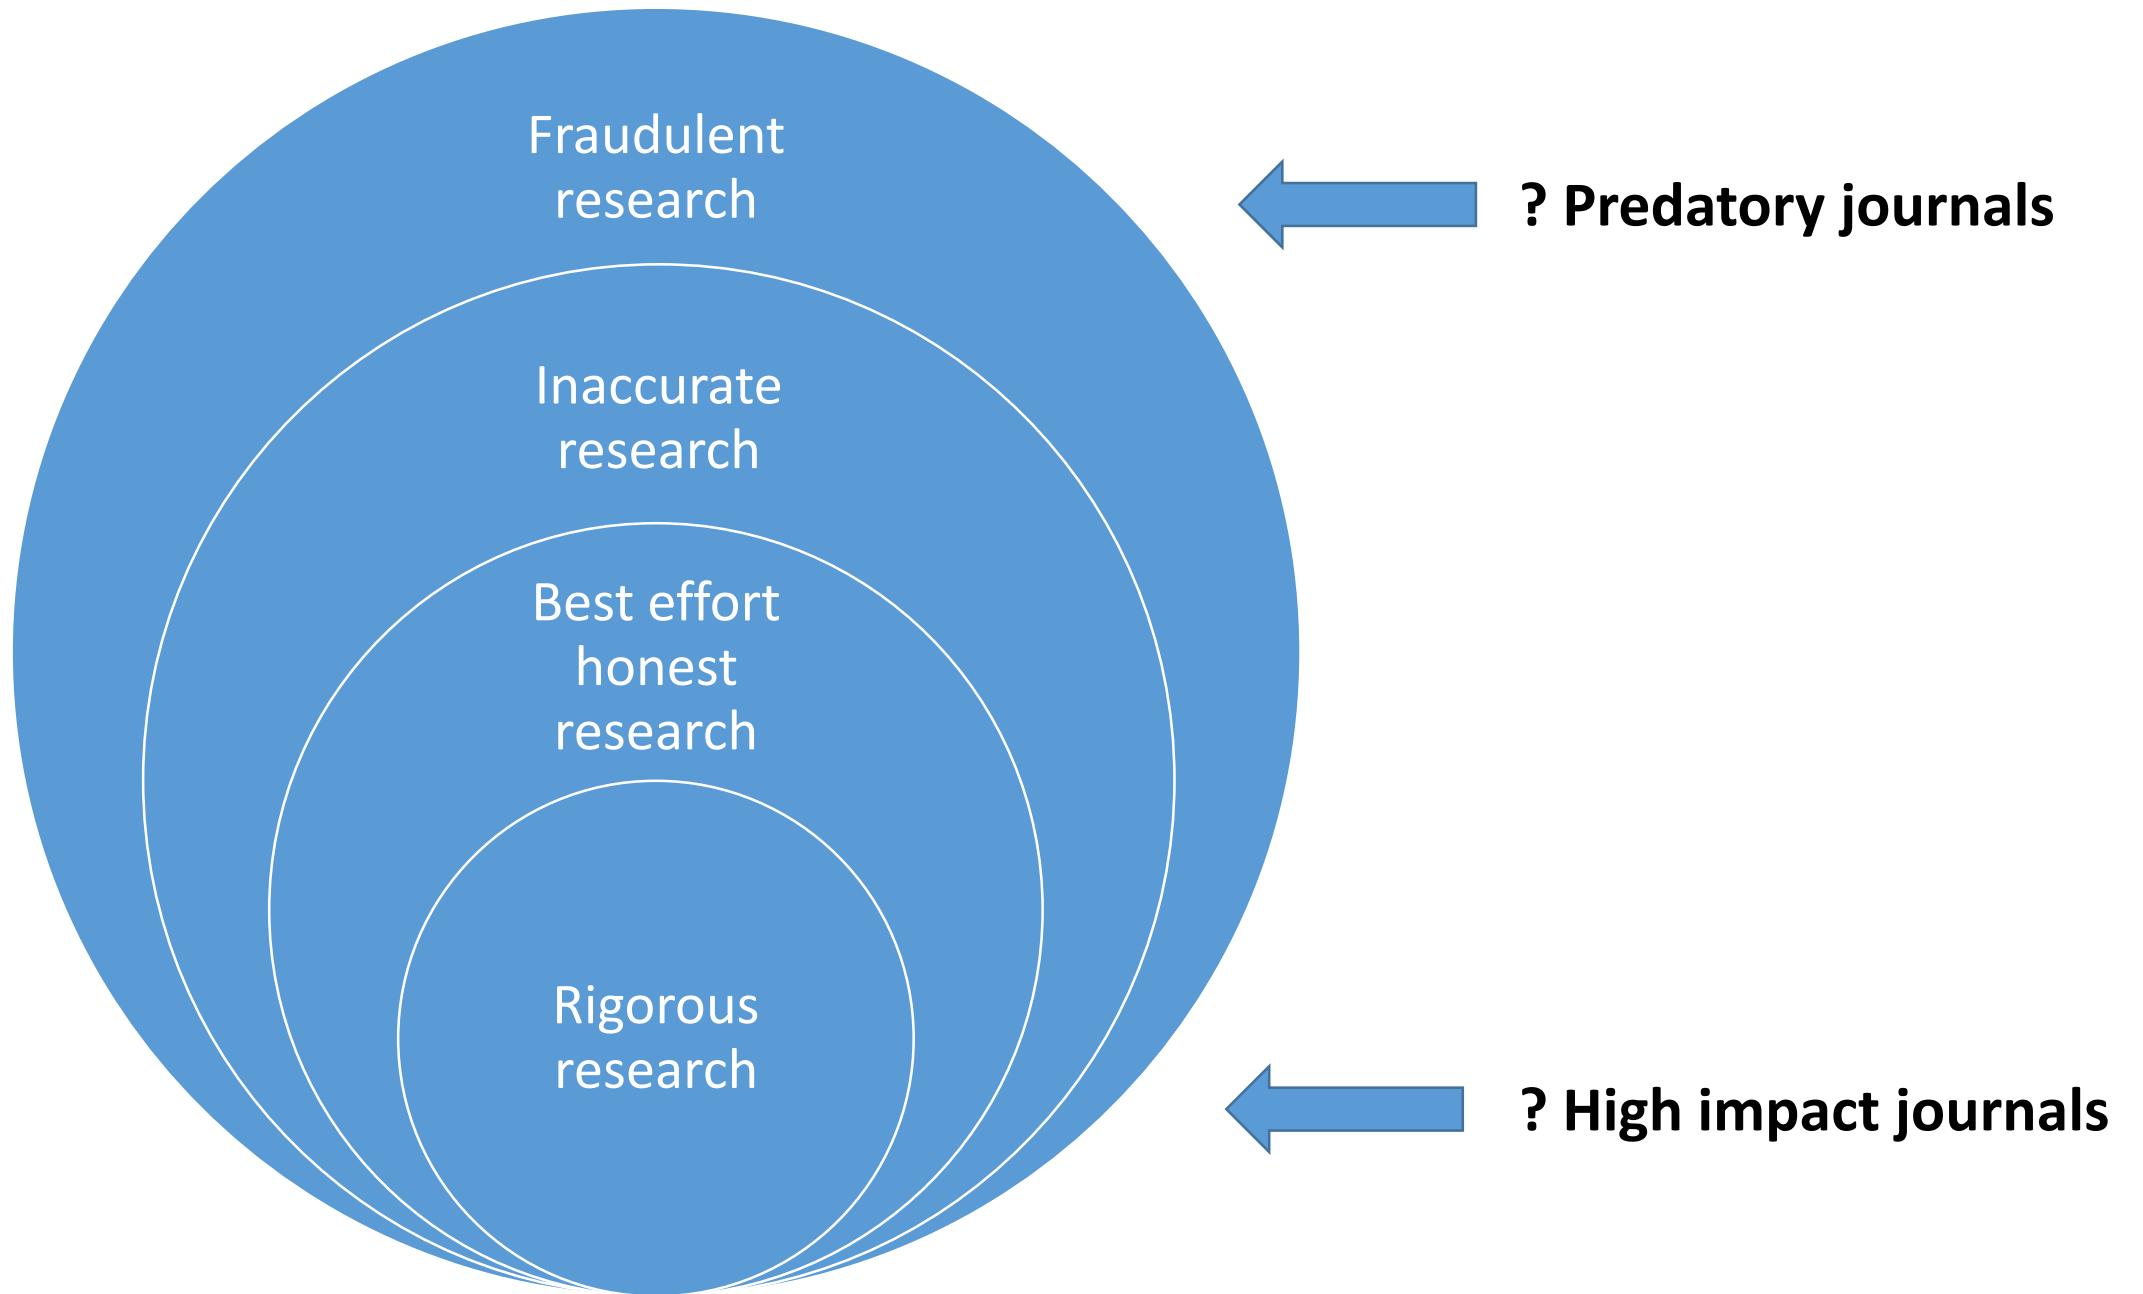 Fraudulent
research
? Predatory journals
Inaccurate
research
Best effort
honest
research
Rigorous
research
? High impact journals